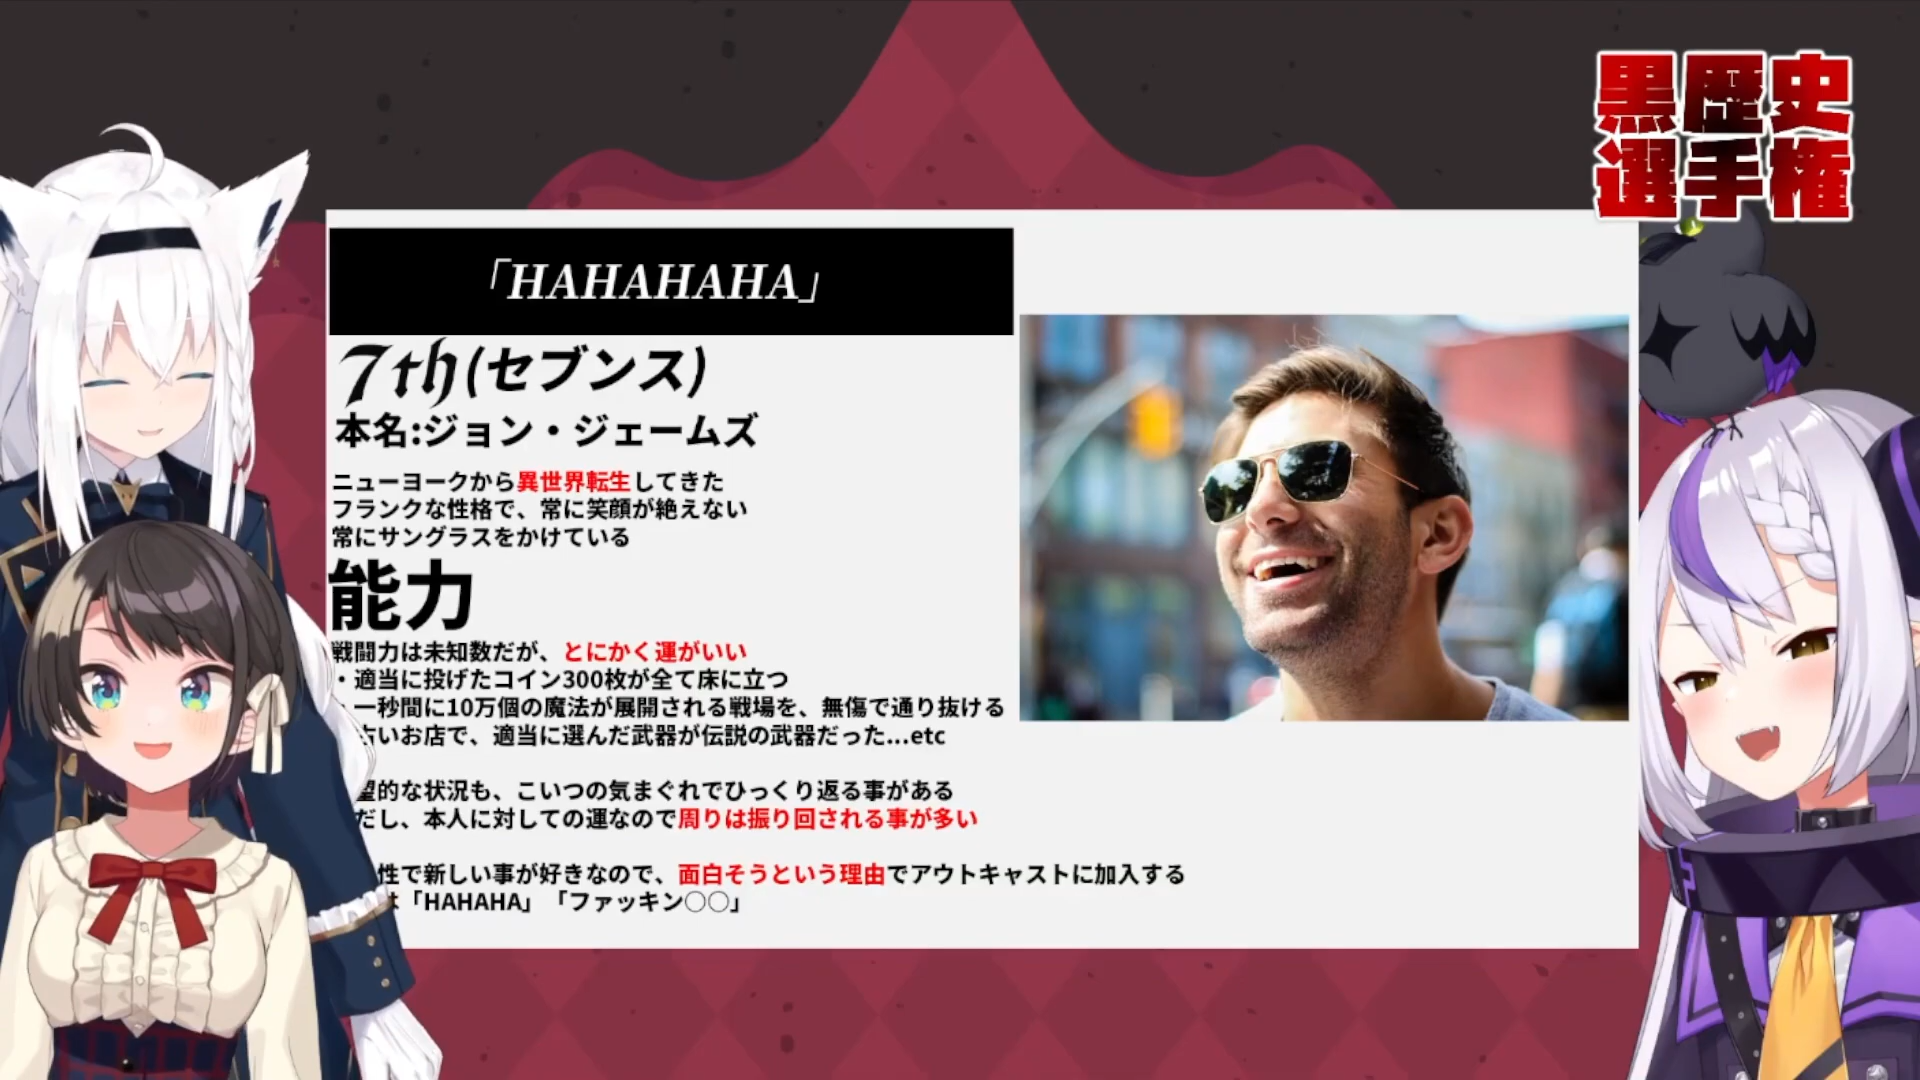 黒歴史
選手権
「HAHAHAHA」
7th(セブンス)
本名:ジョン・ジェームズ
ニューヨークから異世界転生してきた
フランクな性格で、常に笑顔が絶えない
常にサングラスをかけている
能力
戦闘力は未知数だが、とにかく運がいい
・適当に投げたコイン300枚が全て床に立つ
・一秒間に10万個の魔法が展開される戦場を、無傷で通り抜ける
古いお店で、適当に選んだ武器が伝説の武器だった…etc
望的な状況も、こいつの気まぐれでひっくり返る事がある
だし、本人に対しての運なので周りは振り回される事が多い
性で新しい事が好きなので、面白そうという理由でアウトキャストに加入する
は「HAHAHA」「ファッキン○○」